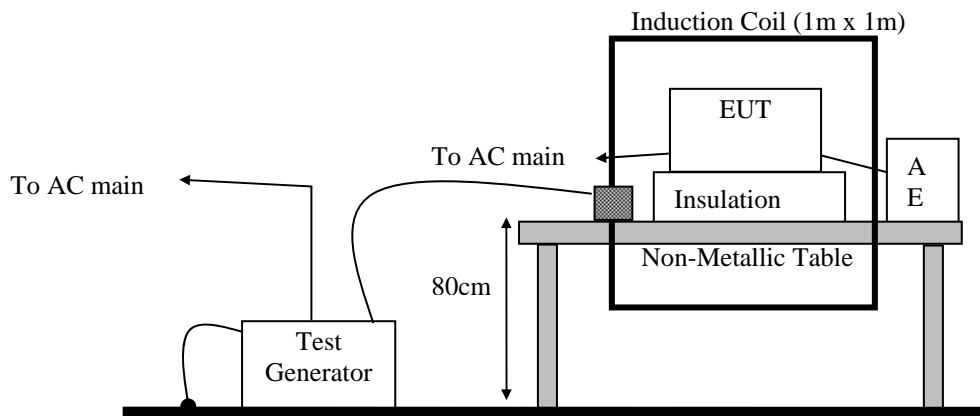 Induction Coil (1m x 1m)
EUT
To AC main
A
E
To AC main
Insulation
Non-Metallic Table
80cm
Test
Generator